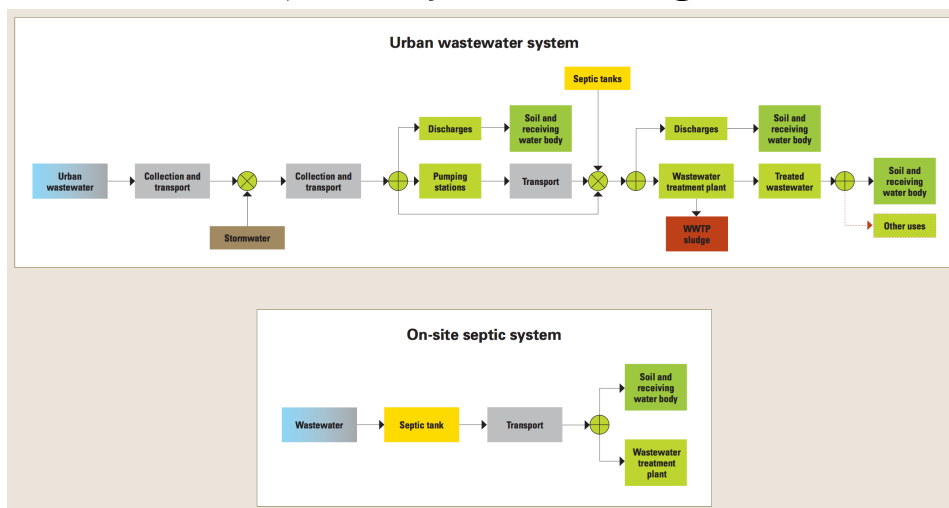 Urban wastewater system
Septic tanks
Discharges
Soil and
receiving
water body
Discharges
Soil and
receiving
water body
Urban
wastewater
Collection and
transport
Collection and
transport
Pumping
stations
Transport
Wastewater
treatment plant
Treated
wastewater
Soil and
receiving
water body
Stormwater
WWTP
sludge
Other uses
On-site septic system
Wastewater
Septic tank
Transport
Soil and
receiving
water body
Wastewater
treatment
plant